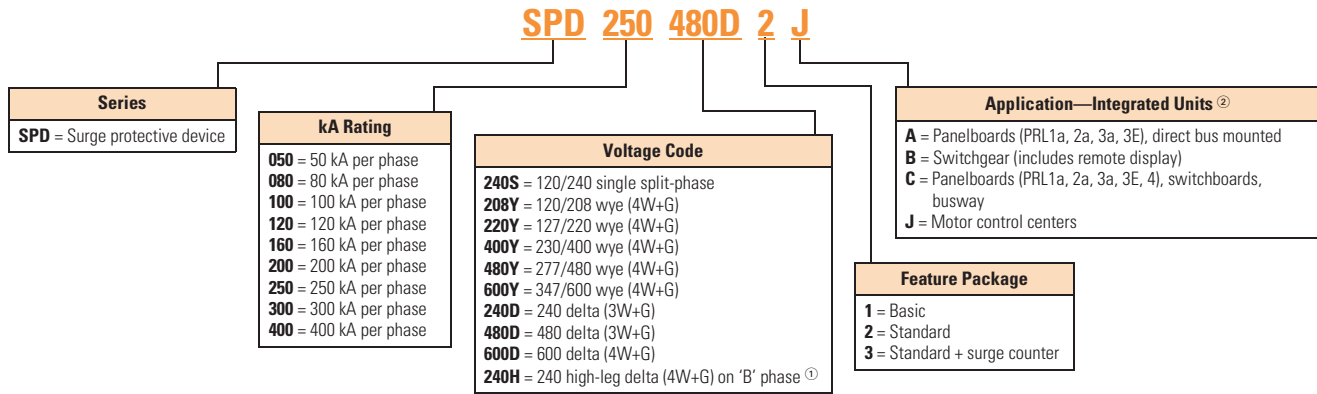 SPD 250 480D 2 J
Series
SPD = Surge protective device
kA Rating
050 = 50 kA per phase
080 = 80 kA per phase
100 = 100 kA per phase
120 = 120 kA per phase
160 = 160 kA per phase
200 = 200 kA per phase
250 = 250 kA per phase
300 = 300 kA per phase
400 = 400 kA per phase
Voltage Code
240S = 120/240 single split-phase
208Y = 120/208 wye (4W+G)
220Y = 127/220 wye (4W+G)
400Y = 230/400 wye (4W+G)
480Y = 277/480 wye (4W+G)
600Y = 347/600 wye (4W+G)
240D = 240 delta (3W+G)
480D = 480 delta (3W+G)
600D = 600 delta (4W+G)
240H = 240 high-leg delta (4W+G) on ‘B’ phase ①
Feature Package
1 = Basic
2 = Standard
3 = Standard + surge counter
Application—Integrated Units ②
A = Panelboards (PRL1a, 2a, 3a, 3E), direct bus mounted
B = Switchgear (includes remote display)
C = Panelboards (PRL1a, 2a, 3a, 3E, 4), switchboards,
busway
J = Motor control centers